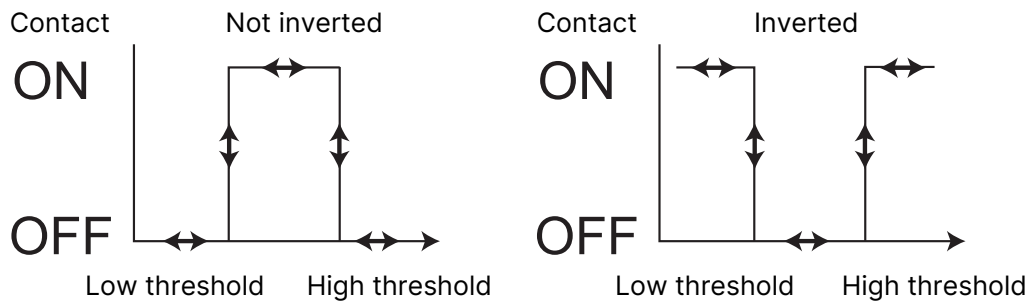 Contact Not inverted
ON
OFF
Low threshold High threshold
Contact Inverted
ON
OFF
Low threshold High threshold